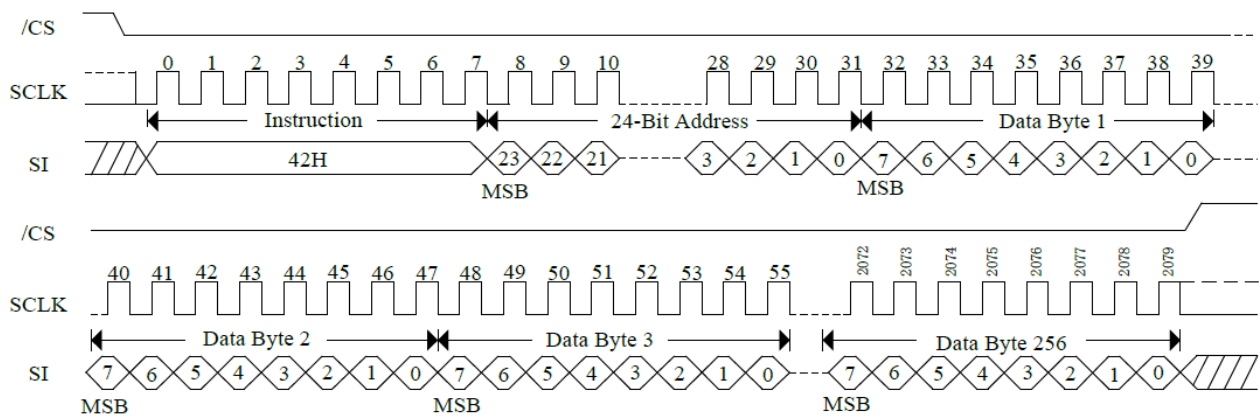 /CS
0 1 2 3 4 5 6 7 8 9 10 28 29 30 31 32 33 34 35 36 37 38 39
SCLK
Instruction 24-Bit Address Data Byte 1
SI 42H 23 22 21 3 2 1 0 7 6 5 4 3 2 1 0
MSB MSB
/CS
40 41 42 43 44 45 46 47 48 49 50 51 52 53 54 55 2072 2073 2074 2075 2076 2077 2078 2079
SCLK
Data Byte 2 Data Byte 3 Data Byte 256
SI 7 6 5 4 3 2 1 0 7 6 5 4 3 2 1 0 7 6 5 4 3 2 1 0
MSB MSB MSB